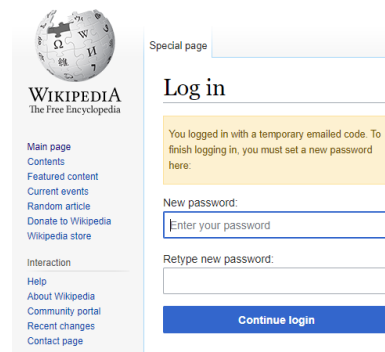 WIKIPEDIA
The Free Encyclopedia
Main page
Contents
Featured content
Current events
Random article
Donate to Wikipedia
Wikipedia store
Interaction
Help
About Wikipedia
Community portal
Recent changes
Contact page
Special page
Log in
You logged in with a temporary emailed code. To
finish logging in, you must set a new password
here:
New password:
Enter your password
Retype new password:
Continue login